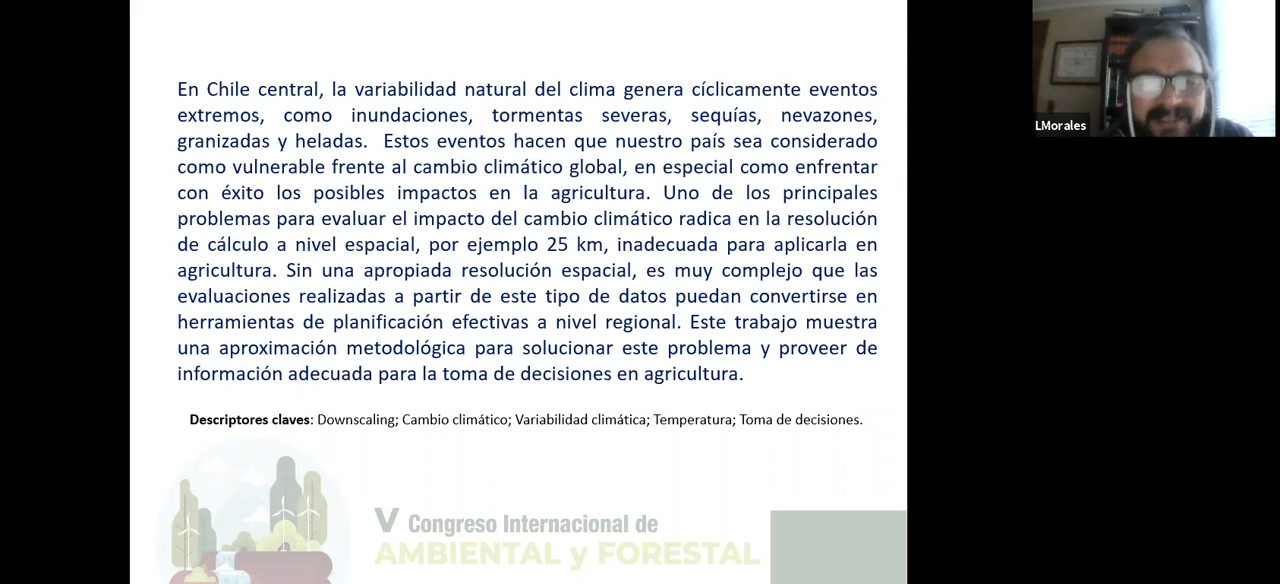 En Chile central, la variabilidad natural del clima genera cíclicamente eventos
extremos, como inundaciones, tormentas severas, sequías, nevazones,
granizadas y heladas. Estos eventos hacen que nuestro país sea considerado
como vulnerable frente al cambio climático global, en especial como enfrentar
con éxito los posibles impactos en la agricultura. Uno de los principales
problemas para evaluar el impacto del cambio climático radica en la resolución
de cálculo a nivel espacial, por ejemplo 25 km, inadecuada para aplicarla en
agricultura. Sin una apropiada resolución espacial, es muy complejo que las
evaluaciones realizadas a partir de este tipo de datos puedan convertirse en
herramientas de planificación efectivas a nivel regional. Este trabajo muestra
una aproximación metodológica para solucionar este problema y proveer de
información adecuada para la toma de decisiones en agricultura.
Descriptores claves: Downscaling; Cambio climático; Variabilidad climática; Temperatura; Toma de decisiones.
V Congreso Internacional de
AMBIENTAL y FORESTAL
LMorales